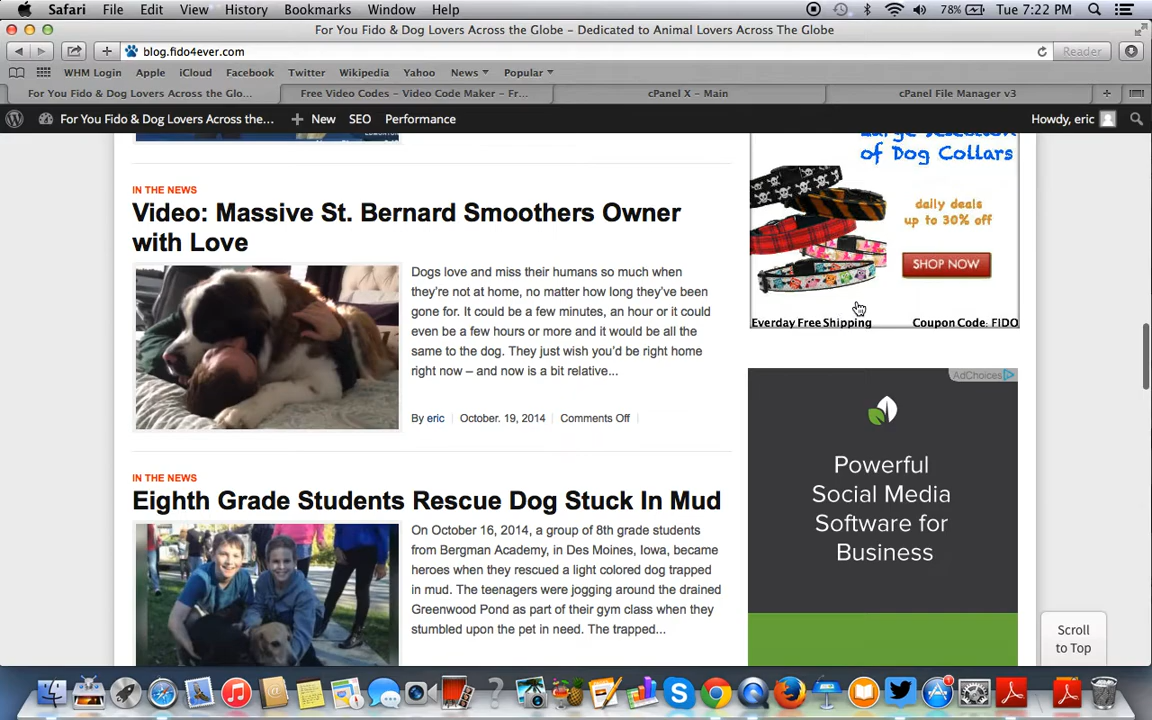 Safari File Edit View History Bookmarks Window Help 78% Tue 7:22 PM
For You Fido & Dog Lovers Across the Globe – Dedicated to Animal Lovers Across The Globe
blog.fido4ever.com Reader
WHM Login Apple iCloud Facebook Twitter Wikipedia Yahoo News Popular
For You Fido & Dog Lovers Across the Glo... Free Video Codes – Video Code Maker – Fr... cPanel X – Main cPanel File Manager v3
For You Fido & Dog Lovers Across the... New SEO Performance Howdy, eric
Large Selection
of Dog Collars
daily deals
up to 30% off
SHOP NOW
Everday Free Shipping Coupon Code: FIDO
IN THE NEWS
Video: Massive St. Bernard Smoothers Owner
with Love
Dogs love and miss their humans so much when
they're not at home, no matter how long they've been
gone for. It could be a few minutes, an hour or it could
even be a few hours or more and it would be all the
same to the dog. They just wish you'd be right home
right now – and now is a bit relative...
By eric October. 19, 2014 Comments Off
IN THE NEWS
Eighth Grade Students Rescue Dog Stuck In Mud
On October 16, 2014, a group of 8th grade students
from Bergman Academy, in Des Moines, Iowa, became
heroes when they rescued a light colored dog trapped
in mud. The teenagers were jogging around the drained
Greenwood Pond as part of their gym class when they
stumbled upon the pet in need. The trapped...
AdChoices
Powerful
Social Media
Software for
Business
Scroll
to Top